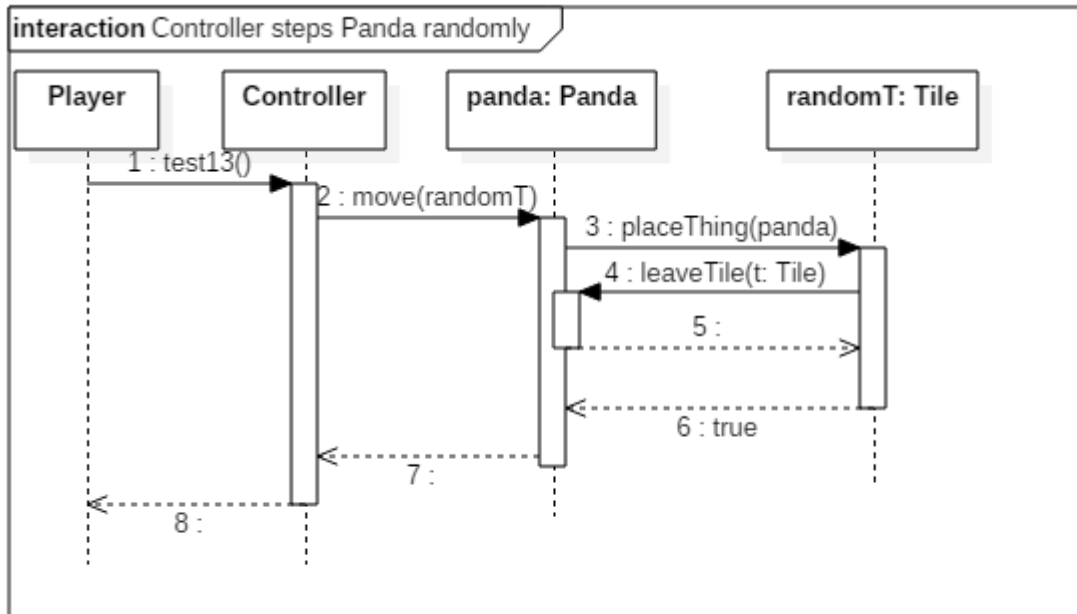 interaction Controller steps Panda randomly
Player
Controller
panda: Panda
randomT: Tile
1 : test13()
2 : move(randomT)
3 : placeThing(panda)
4 : leaveTile(t: Tile)
5 :
6 : true
7 :
8 :